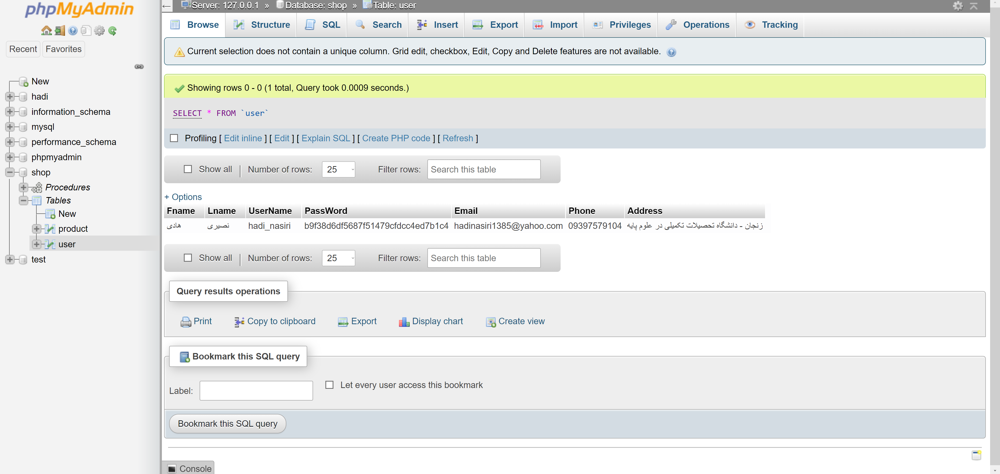 phpMyAdmin
Recent
Favorites
New
hadi
information_schema
mysql
performance_schema
phpmyadmin
shop
Procedures
Tables
New
product
user
test
Server: 127.0.0.1 » Database: shop » Table: user
Browse Structure SQL Search Insert Export Import Privileges Operations Tracking
Current selection does not contain a unique column. Grid edit, checkbox, Edit, Copy and Delete features are not available.
Showing rows 0 - 0 (1 total, Query took 0.0009 seconds.)
SELECT * FROM `user`
Profiling [ Edit inline ] [ Edit ] [ Explain SQL ] [ Create PHP code ] [ Refresh ]
Show all | Number of rows: 25 Filter rows: Search this table
+ Options
Fname Lname UserName PassWord Email Phone Address
هادی نصیری hadi_nasiri b9f38d6df5687f51479cfdcc4ed7b1c4 hadinasiri1385@yahoo.com 09397579104 زنجان - دانشگاه تحصیلات تکمیلی در علوم پایه
Show all | Number of rows: 25 Filter rows: Search this table
Query results operations
Print Copy to clipboard Export Display chart Create view
Bookmark this SQL query
Label: Let every user access this bookmark
Bookmark this SQL query
Console